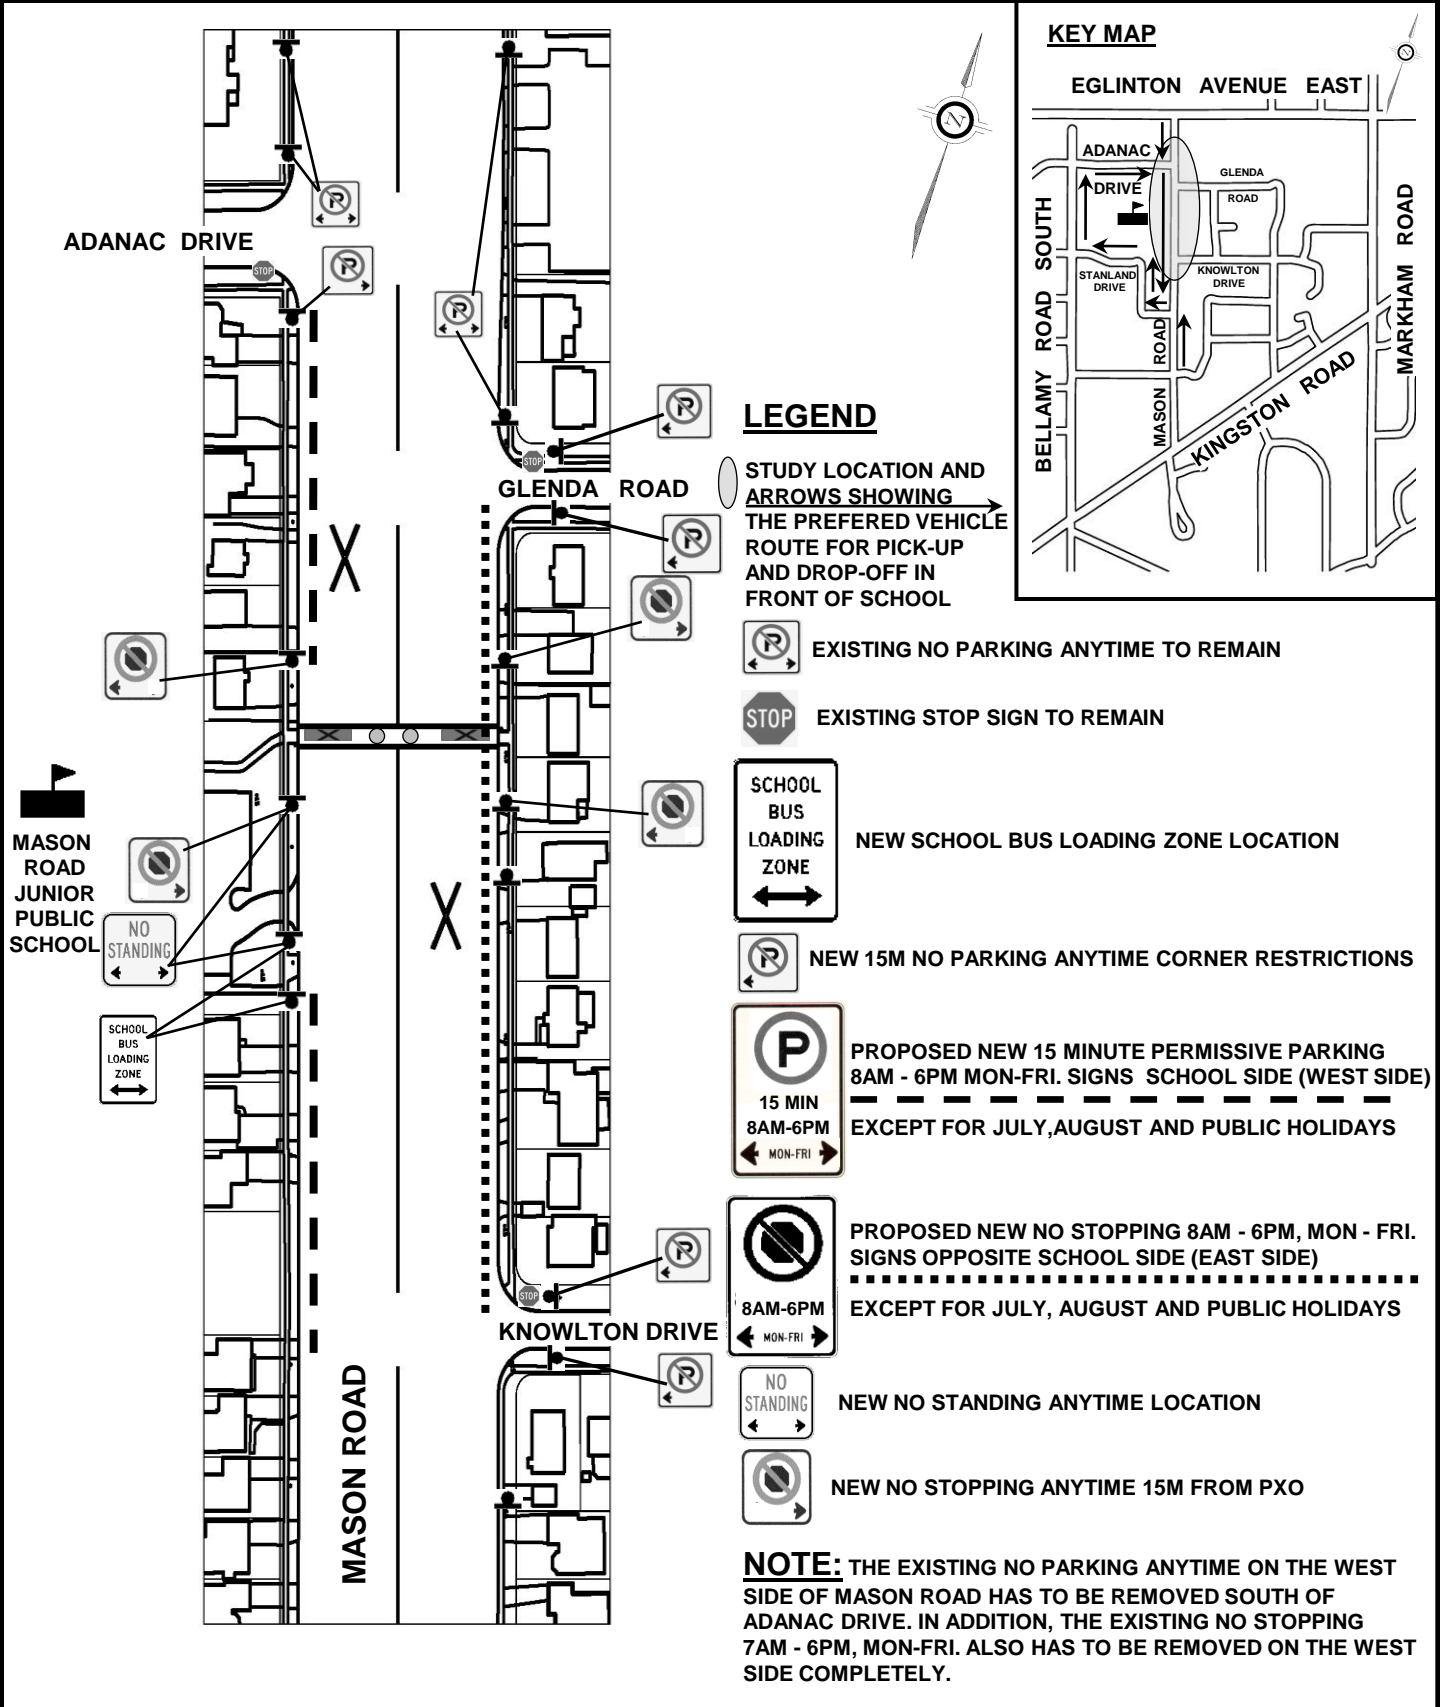 KEY MAP
EGLINTON AVENUE EAST
ADANAC
DRIVE
GLENDA
ROAD
STANLAND
DRIVE
KNOWLTON
DRIVE
BELLAMY ROAD SOUTH
MASON ROAD
KINGSTON ROAD
MARKHAM ROAD
N
N
P
ADANAC DRIVE
STOP
P
P
P
STOP
GLENDA ROAD
P
MASON
ROAD
JUNIOR
PUBLIC
SCHOOL
NO
STANDING
SCHOOL
BUS
LOADING
ZONE
P
STOP
KNOWLTON DRIVE
P
MASON ROAD
LEGEND
STUDY LOCATION AND
ARROWS SHOWING
THE PREFERED VEHICLE
ROUTE FOR PICK-UP
AND DROP-OFF IN
FRONT OF SCHOOL
P
EXISTING NO PARKING ANYTIME TO REMAIN
STOP
EXISTING STOP SIGN TO REMAIN
SCHOOL
BUS
LOADING
ZONE
NEW SCHOOL BUS LOADING ZONE LOCATION
P
NEW 15M NO PARKING ANYTIME CORNER RESTRICTIONS
P
15 MIN
8AM-6PM
MON-FRI
PROPOSED NEW 15 MINUTE PERMISSIVE PARKING
8AM - 6PM MON-FRI. SIGNS SCHOOL SIDE (WEST SIDE)
EXCEPT FOR JULY,AUGUST AND PUBLIC HOLIDAYS
8AM-6PM
MON-FRI
PROPOSED NEW NO STOPPING 8AM - 6PM, MON - FRI.
SIGNS OPPOSITE SCHOOL SIDE (EAST SIDE)
EXCEPT FOR JULY, AUGUST AND PUBLIC HOLIDAYS
NO
STANDING
NEW NO STANDING ANYTIME LOCATION
NEW NO STOPPING ANYTIME 15M FROM PXO
NOTE: THE EXISTING NO PARKING ANYTIME ON THE WEST
SIDE OF MASON ROAD HAS TO BE REMOVED SOUTH OF
ADANAC DRIVE. IN ADDITION, THE EXISTING NO STOPPING
7AM - 6PM, MON-FRI. ALSO HAS TO BE REMOVED ON THE WEST
SIDE COMPLETELY.